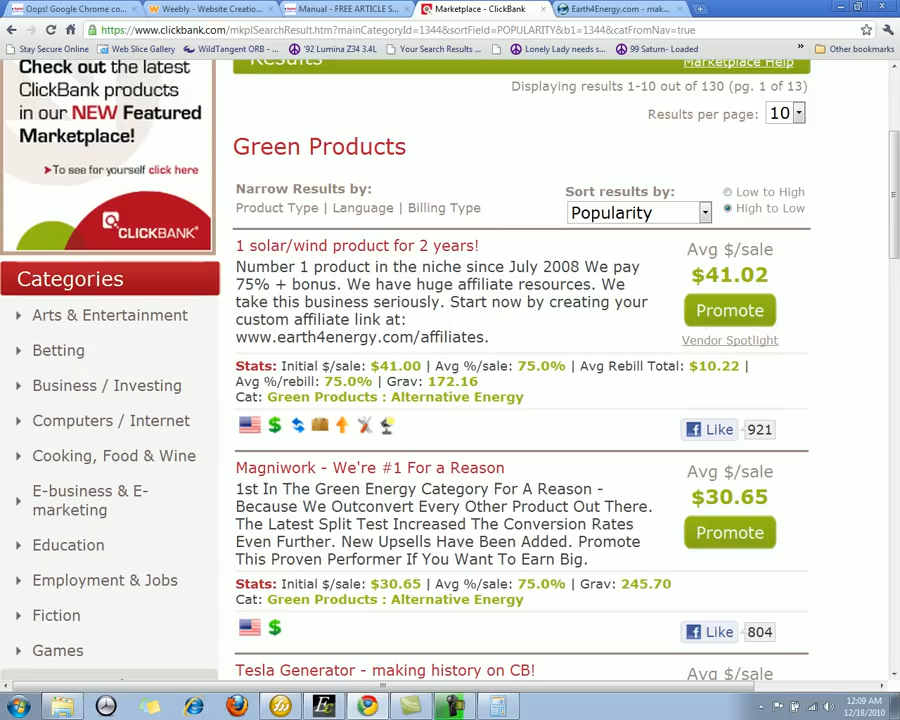 Oops! Google Chrome co...
Weebly - Website Creatio...
Manual - FREE ARTICLE S...
Marketplace - ClickBank
Earth4Energy.com - mak...
https://www.clickbank.com/mkplSearchResult.htm?mainCategoryId=1344&sortField=POPULARITY&b1=1344&catFromNav=true
Stay Secure Online
Web Slice Gallery
WildTangent ORB - ...
'92 Lumina Z34 3.4L
Your Search Results ...
Lonely Lady needs s...
99 Saturn- Loaded
»
Other bookmarks
Check out the latest
ClickBank products
in our NEW Featured
Marketplace!
To see for yourself click here
CLICKBANK
Categories
Arts & Entertainment
Betting
Business / Investing
Computers / Internet
Cooking, Food & Wine
E-business & E-
marketing
Education
Employment & Jobs
Fiction
Games
Results
Marketplace Help
Displaying results 1-10 out of 130 (pg. 1 of 13)
Results per page: 10
Green Products
Narrow Results by:
Product Type | Language | Billing Type
Sort results by:
Popularity
Low to High
High to Low
1 solar/wind product for 2 years!
Number 1 product in the niche since July 2008 We pay
75% + bonus. We have huge affiliate resources. We
take this business seriously. Start now by creating your
custom affiliate link at:
www.earth4energy.com/affiliates.
Avg $/sale
$41.02
Promote
Vendor Spotlight
Stats: Initial $/sale: $41.00 | Avg %/sale: 75.0% | Avg Rebill Total: $10.22 |
Avg %/rebill: 75.0% | Grav: 172.16
Cat: Green Products : Alternative Energy
Like 921
Magniwork - We're #1 For a Reason
1st In The Green Energy Category For A Reason -
Because We Outconvert Every Other Product Out There.
The Latest Split Test Increased The Conversion Rates
Even Further. New Upsells Have Been Added. Promote
This Proven Performer If You Want To Earn Big.
Avg $/sale
$30.65
Promote
Stats: Initial $/sale: $30.65 | Avg %/sale: 75.0% | Grav: 245.70
Cat: Green Products : Alternative Energy
Like 804
Tesla Generator - making history on CB!
Avg $/sale
12:09 AM
12/18/2010